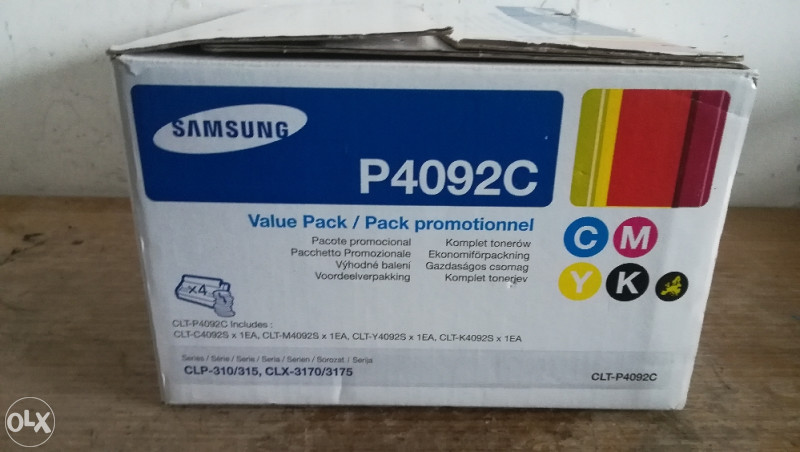 SAMSUNG
P4092C
Value Pack / Pack promotionnel
Pacote promocional
Pacchetto Promozionale
Výhodné balení
Voordeelverpakking
Komplet tonerów
Ekonomiförpackning
Gazdaságos csomag
Komplet tonerjev
C M
Y K
x4
CLT-P4092C Includes :
CLT-C4092S x 1EA, CLT-M4092S x 1EA, CLT-Y4092S x 1EA, CLT-K4092S x 1EA
Series / Série / Serie / Seria / Serien / Sorozat / Serija
CLP-310/315, CLX-3170/3175
CLT-P4092C
OLX